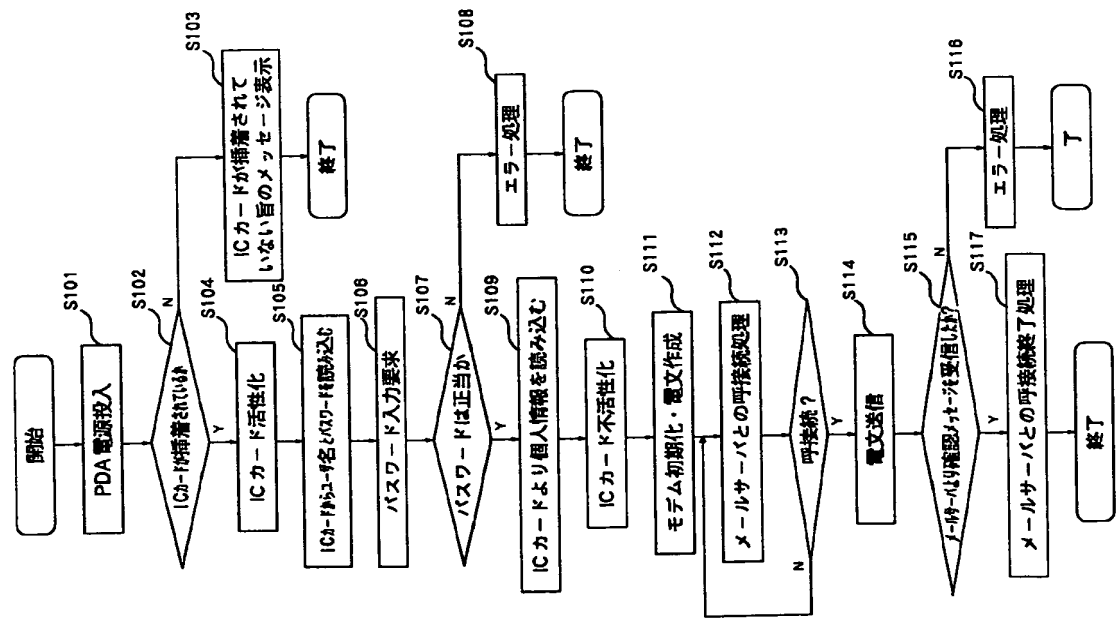 開始
PDA電源投入
S101
ICカードが挿着されているか
S102
N
Y
ICカードが挿着されて
いない旨のメッセージ表示
S103
終了
ICカード活性化
S104
ICカードからユーザ名とパスワードを読み込む
S105
パスワード入力要求
S106
パスワードは正当か
S107
N
Y
エラー処理
S108
終了
ICカードより個人情報を読み込む
S109
ICカード不活性化
S110
モデム初期化・電文作成
S111
メールサーバとの呼接続処理
S112
呼接続?
S113
N
Y
電文送信
S114
メールサーバより確認メッセージを受信したか?
S115
N
Y
エラー処理
S116
了
メールサーバとの呼接続終了処理
S117
終了